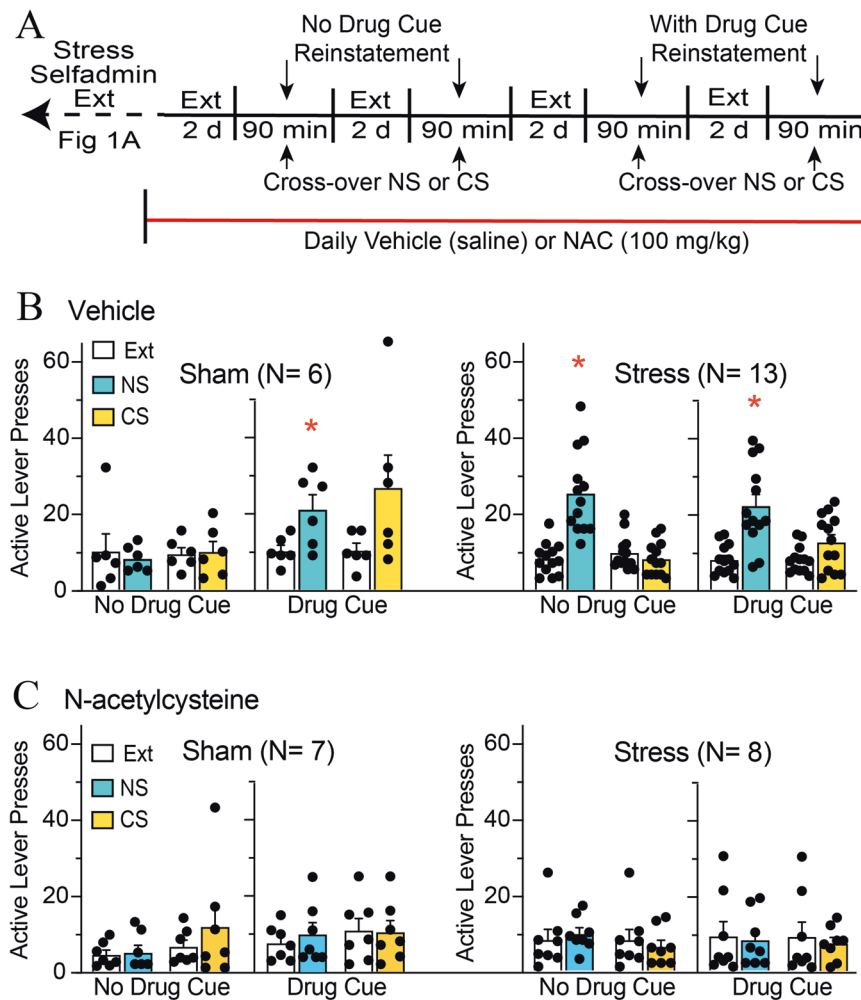 A
Stress
Selfadmin
Ext
Fig 1A
No Drug Cue
Reinstatement
With Drug Cue
Reinstatement
Ext Ext Ext Ext
2 d 90 min 2 d 90 min 2 d 90 min 2 d 90 min
Cross-over NS or CS Cross-over NS or CS
Daily Vehicle (saline) or NAC (100 mg/kg)
B Vehicle
Active Lever Presses
60
40
20
0
Ext
NS
CS
Sham (N= 6)
*
No Drug Cue Drug Cue
Active Lever Presses
60
40
20
0
Stress (N= 13)
* *
No Drug Cue Drug Cue
C N-acetylcysteine
Active Lever Presses
60
40
20
0
Ext
NS
CS
Sham (N= 7)
No Drug Cue Drug Cue
Active Lever Presses
60
40
20
0
Stress (N= 8)
No Drug Cue Drug Cue